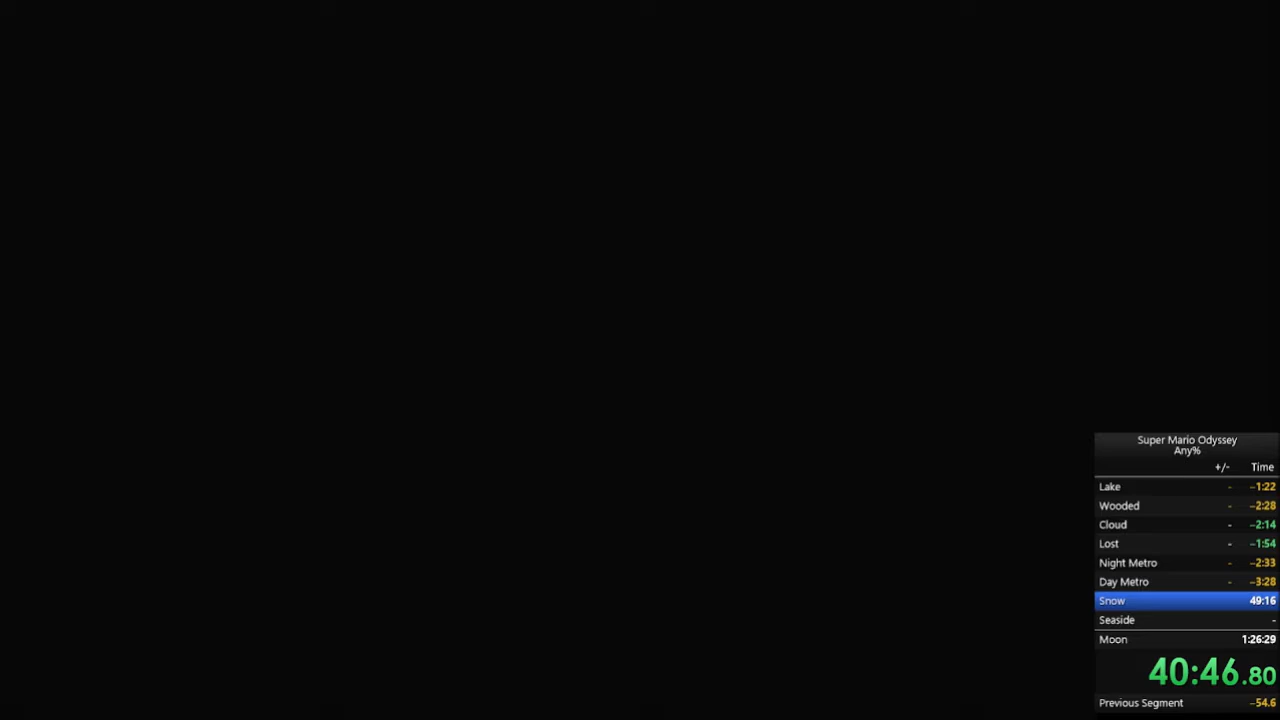 Super Mario Odyssey
Any%
+/- Time
Lake - −1:22
Wooded - −2:28
Cloud - −2:14
Lost - −1:54
Night Metro - −2:33
Day Metro - −3:28
Snow 49:16
Seaside -
Moon 1:26:29
40:46.80
Previous Segment −54.6